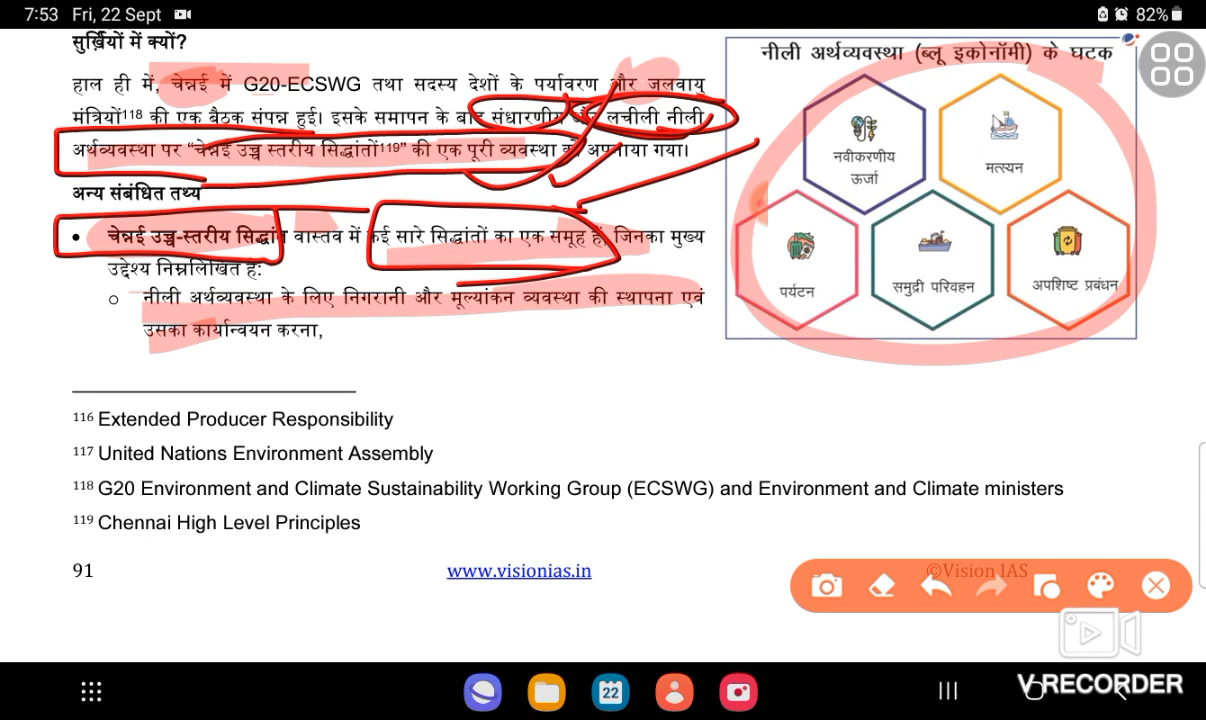 7:53 Fri, 22 Sept
82%
सुर्ख़ियों में क्यों?
हाल ही में, चेन्नई में G20-ECSWG तथा सदस्य देशों के पर्यावरण और जलवायु
मंत्रियों118 की एक बैठक संपन्न हुई। इसके समापन के बाद संधारणीय और लचीली नीली
अर्थव्यवस्था पर "चेन्नई उच्च स्तरीय सिद्धांतों119" की एक पूरी व्यवस्था को अपनाया गया।
अन्य संबंधित तथ्य
• चेन्नई उच्च-स्तरीय सिद्धांत वास्तव में कई सारे सिद्धांतों का एक समूह है, जिनका मुख्य
उद्देश्य निम्नलिखित है:
o नीली अर्थव्यवस्था के लिए निगरानी और मूल्यांकन व्यवस्था की स्थापना एवं
उसका कार्यान्वयन करना,
नीली अर्थव्यवस्था (ब्लू इकोनॉमी) के घटक
नवीकरणीय
ऊर्जा
मत्स्यन
पर्यटन
समुद्री परिवहन
अपशिष्ट प्रबंधन
116 Extended Producer Responsibility
117 United Nations Environment Assembly
118 G20 Environment and Climate Sustainability Working Group (ECSWG) and Environment and Climate ministers
119 Chennai High Level Principles
91
www.visionias.in
©Vision IAS
22
V RECORDER